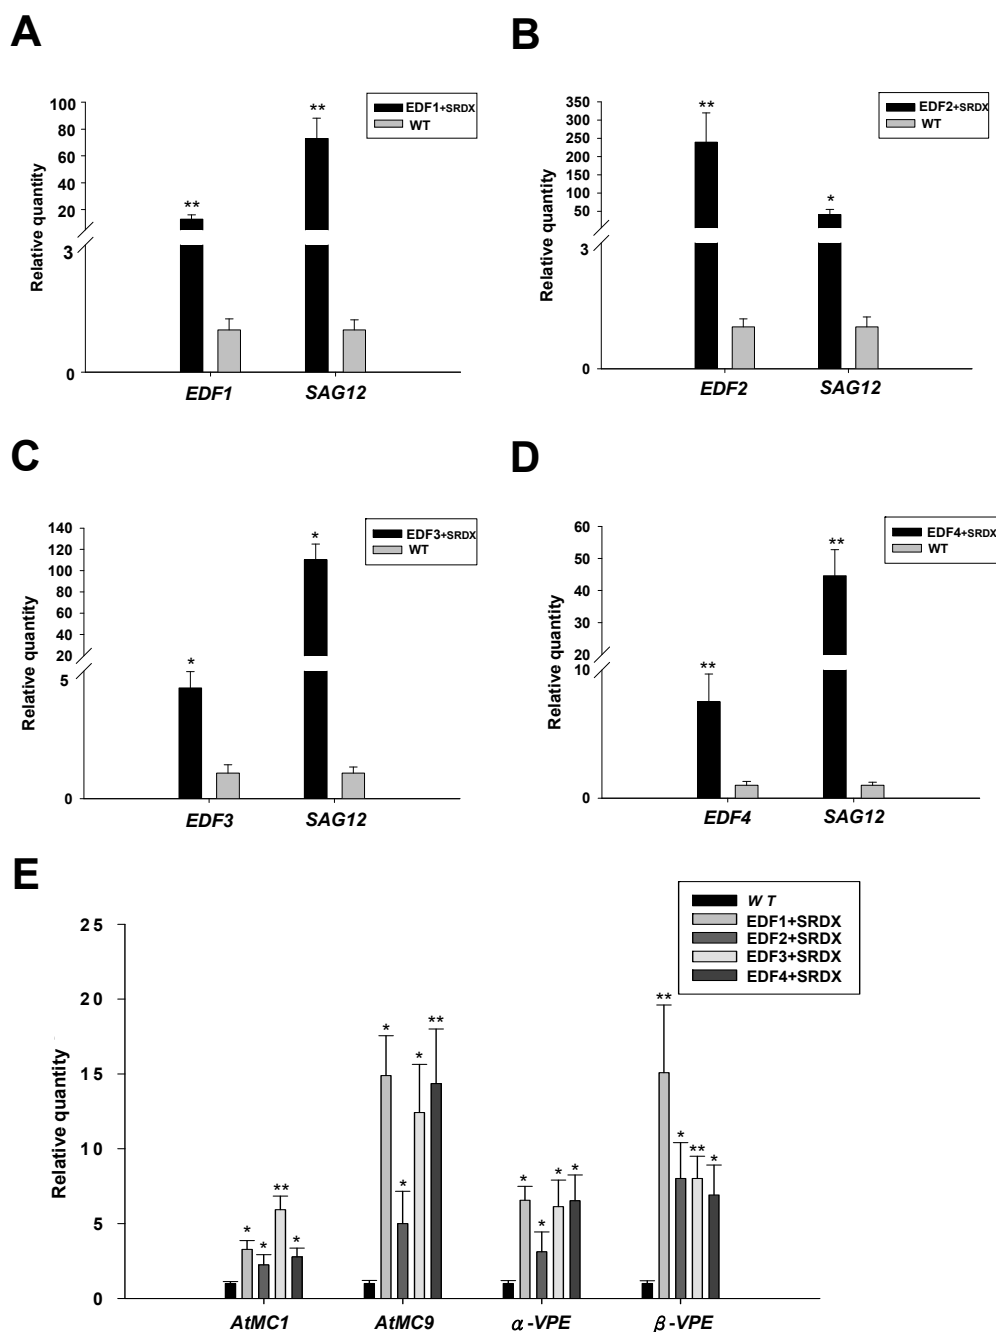 A
EDF1+SRDX
WT
**
**
Relative quantity
100
80
60
40
20
3
0
EDF1
SAG12
B
EDF2+SRDX
WT
**
*
Relative quantity
350
300
250
200
150
100
50
3
0
EDF2
SAG12
C
EDF3+SRDX
WT
*
*
Relative quantity
140
120
100
80
60
40
20
5
0
EDF3
SAG12
D
EDF4+SRDX
WT
**
**
Relative quantity
60
50
40
30
20
10
0
EDF4
SAG12
E
WT
EDF1+SRDX
EDF2+SRDX
EDF3+SRDX
EDF4+SRDX
Relative quantity
25
20
15
10
5
0
* * ** *
* * * **
* * * *
** * ** *
AtMC1
AtMC9
α-VPE
β-VPE